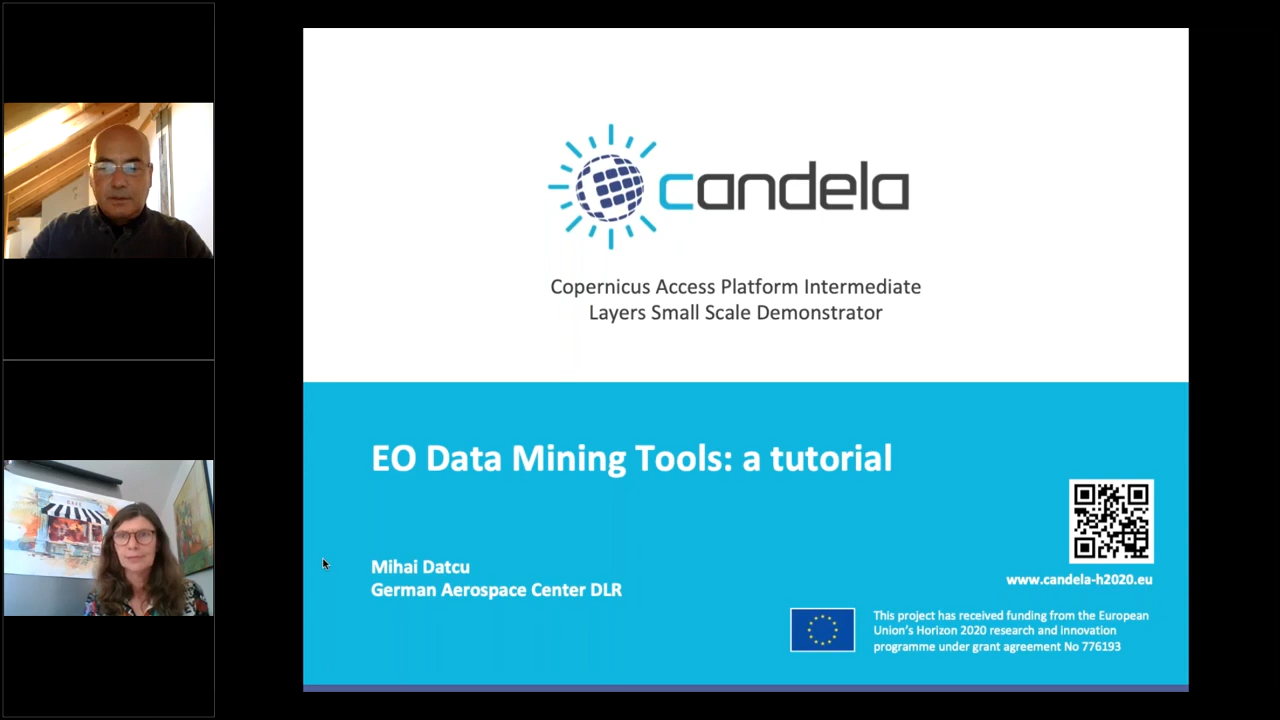 candela
Copernicus Access Platform Intermediate
Layers Small Scale Demonstrator
EO Data Mining Tools: a tutorial
Mihai Datcu
German Aerospace Center DLR
www.candela-h2020.eu
This project has received funding from the European
Union's Horizon 2020 research and innovation
programme under grant agreement No 776193